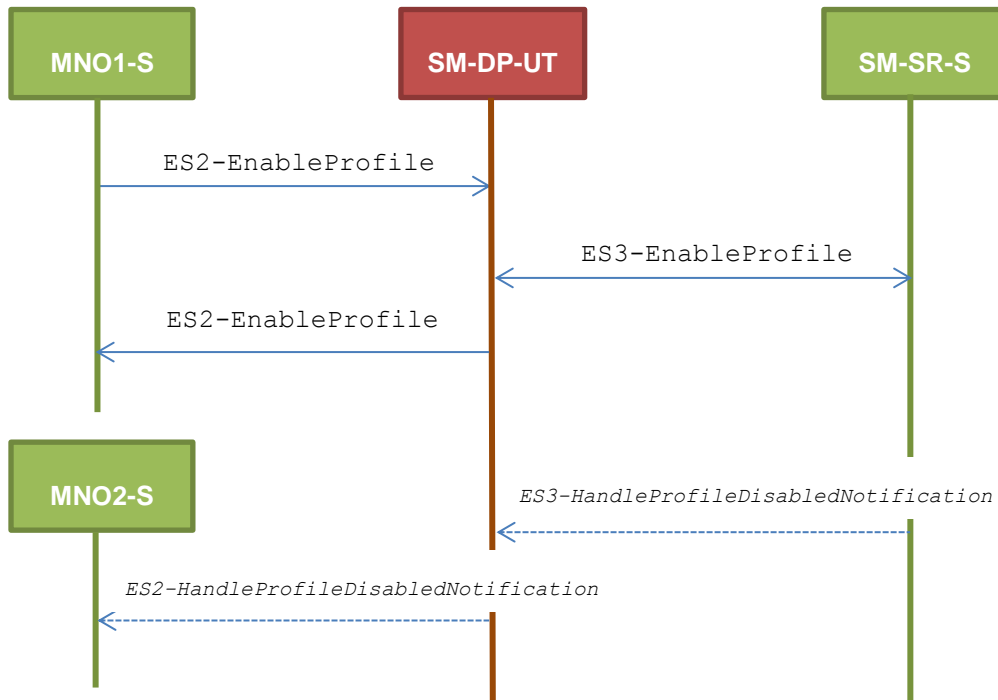 MNO1-S
SM-DP-UT
SM-SR-S
ES2-EnableProfile
ES3-EnableProfile
ES2-EnableProfile
MNO2-S
ES3-HandleProfileDisabledNotification
ES2-HandleProfileDisabledNotification